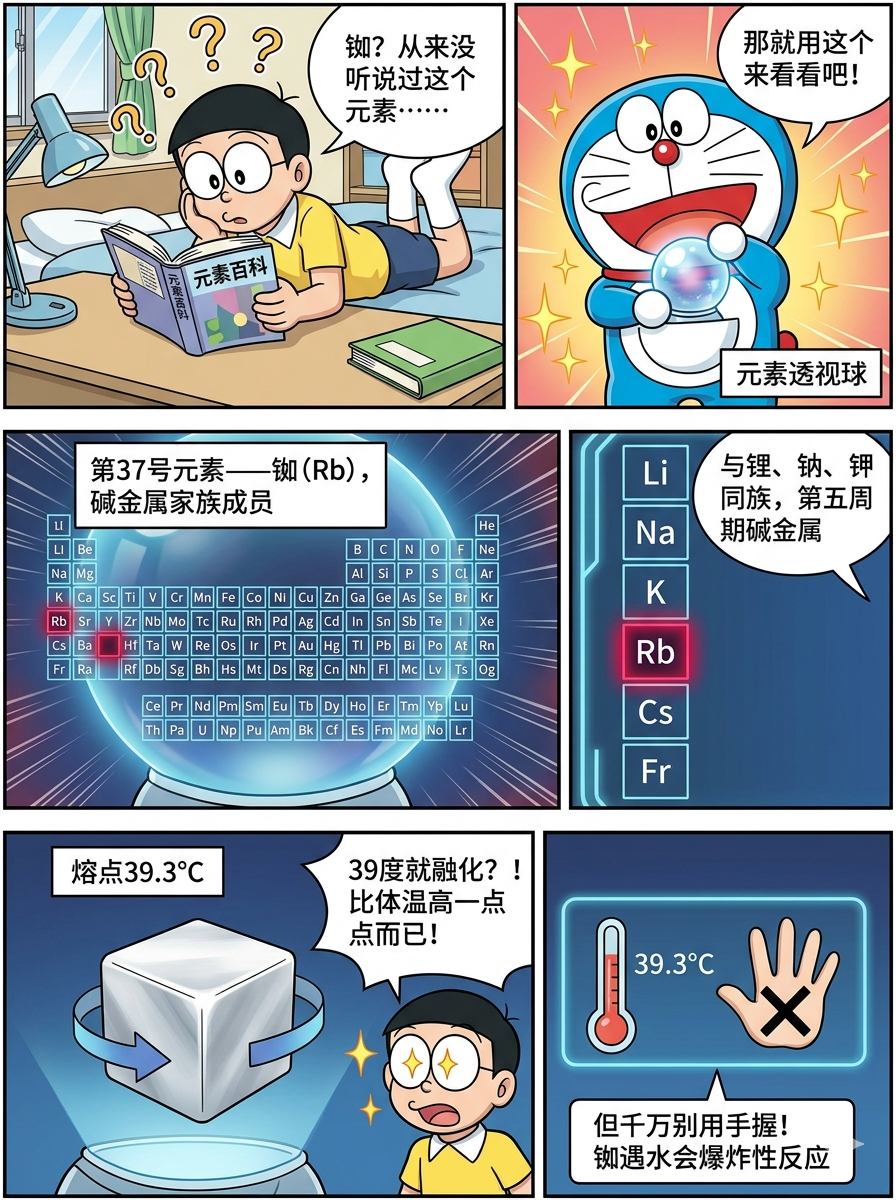 铷？从来没
听说过这个
元素……
元素百科
元素百科
那就用这个
来看看吧！
元素透视球
第37号元素——铷（Rb），
碱金属家族成员
LI He
LI Be B C N O F Ne
Na Mg Al Si P S CL Ar
K Ca Sc Ti V Cr Mn Fe Co Ni Cu Zn Ga Ge As Se Br Kr
Rb Sr Y Zr Nb Mo Tc Ru Rh Pd Ag Cd In Sn Sb Te I Xe
Cs Ba Hf Ta W Re Os Ir Pt Au Hg Tl Pb Bi Po At Rn
Fr Ra Rf Db Sg Bh Hs Mt Ds Rg Cn Nh Fl Mc Lv Ts Og
Ce Pr Nd Pm Sm Eu Tb Dy Ho Er Tm Yb Lu
Th Pa U Np Pu Am Bk Cf Es Fm Md No Lr
Li
Na
K
Rb
Cs
Fr
与锂、钠、钾
同族，第五周
期碱金属
熔点39.3°C
39度就融化？！
比体温高一点
点而已！
39.3°C
但千万别用手握！
铷遇水会爆炸性反应